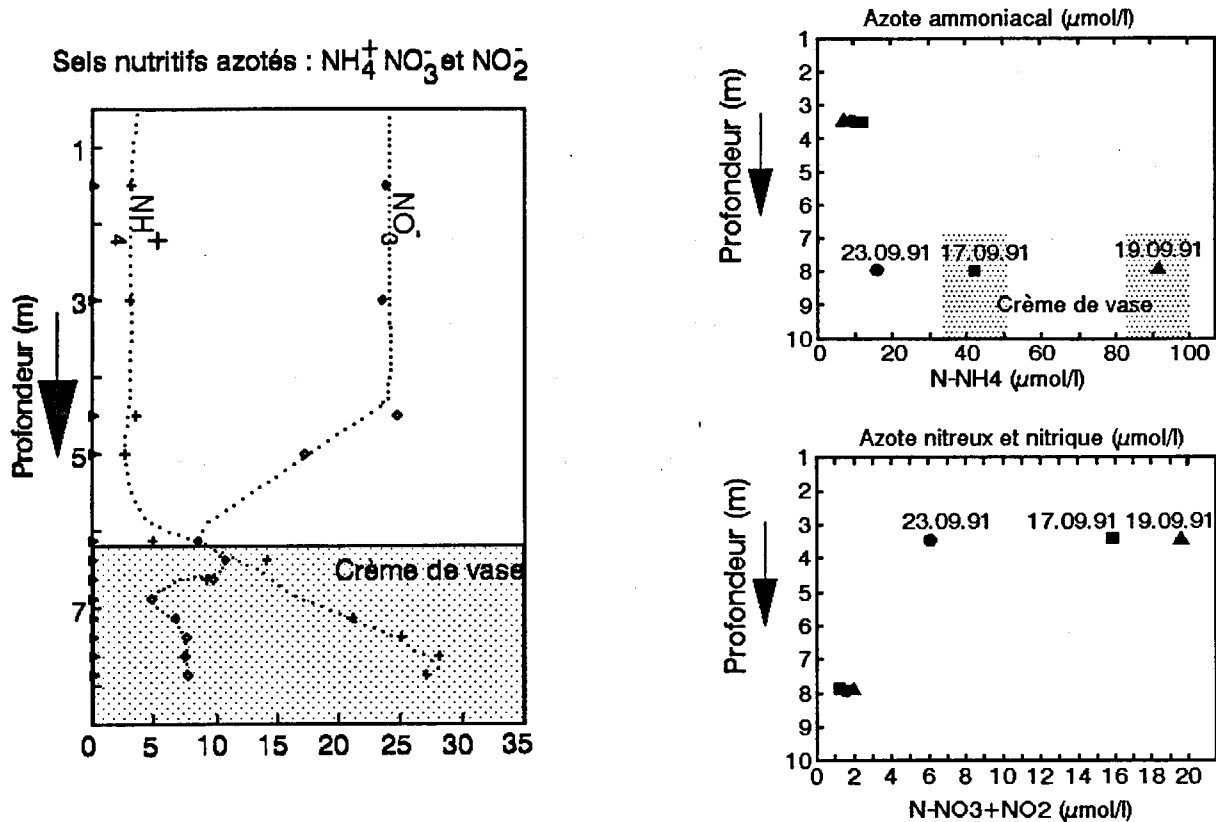 Sels nutritifs azotés : NH4+ NO3- et NO2-
1
3
5
7
Profondeur (m)
NH4+
NO3-
Crème de vase
0 5 10 15 20 25 30 35
Azote ammoniacal (µmol/l)
1
2
3
4
5
6
7
8
9
10
Profondeur (m)
23.09.91 17.09.91 19.09.91
Crème de vase
0 20 40 60 80 100
N-NH4 (µmol/l)
Azote nitreux et nitrique (µmol/l)
1
2
3
4
5
6
7
8
9
10
Profondeur (m)
23.09.91 17.09.91 19.09.91
0 2 4 6 8 10 12 14 16 18 20
N-NO3+NO2 (µmol/l)